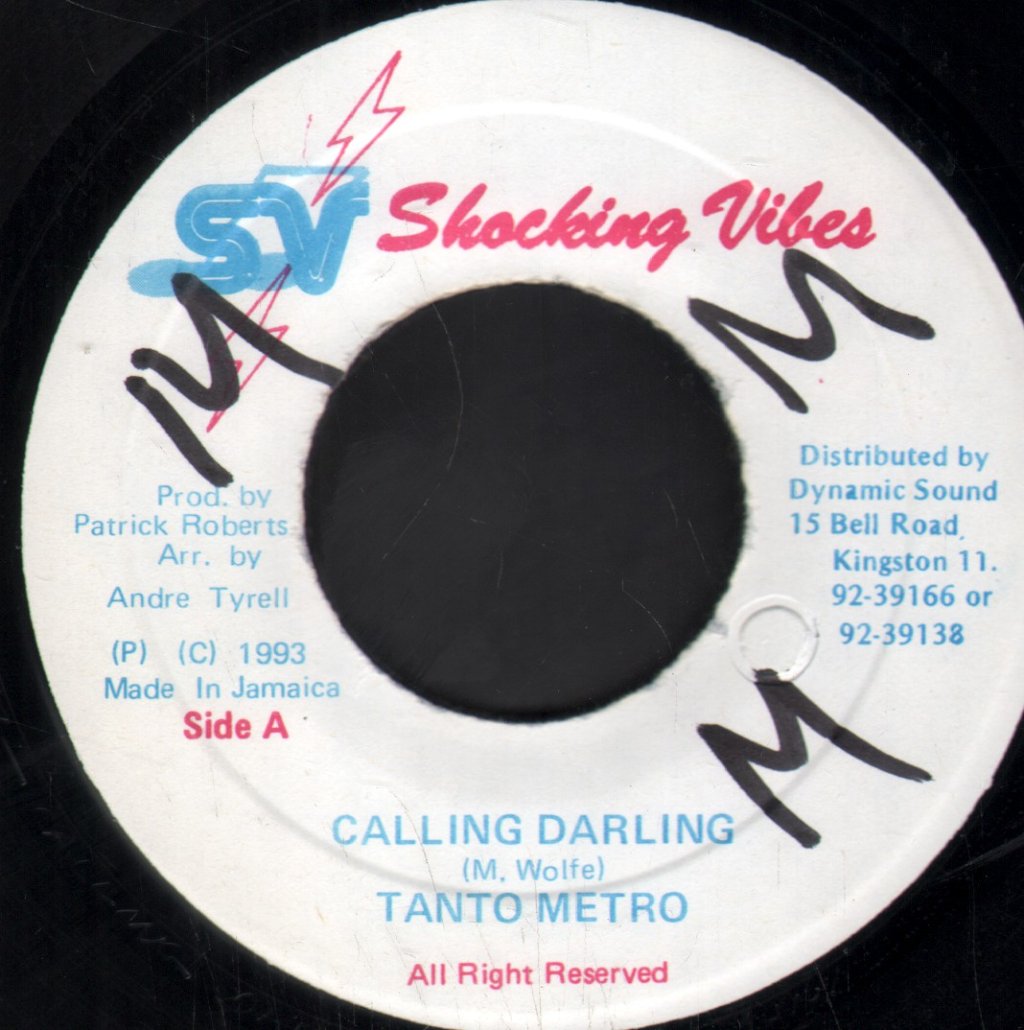 SV Shocking Vibes
M M
Prod. by
Patrick Roberts
Arr. by
Andre Tyrell
(P) (C) 1993
Made In Jamaica
Side A
Distributed by
Dynamic Sound
15 Bell Road,
Kingston 11.
92-39166 or
92-39138
M
CALLING DARLING
(M. Wolfe)
TANTO METRO
All Right Reserved